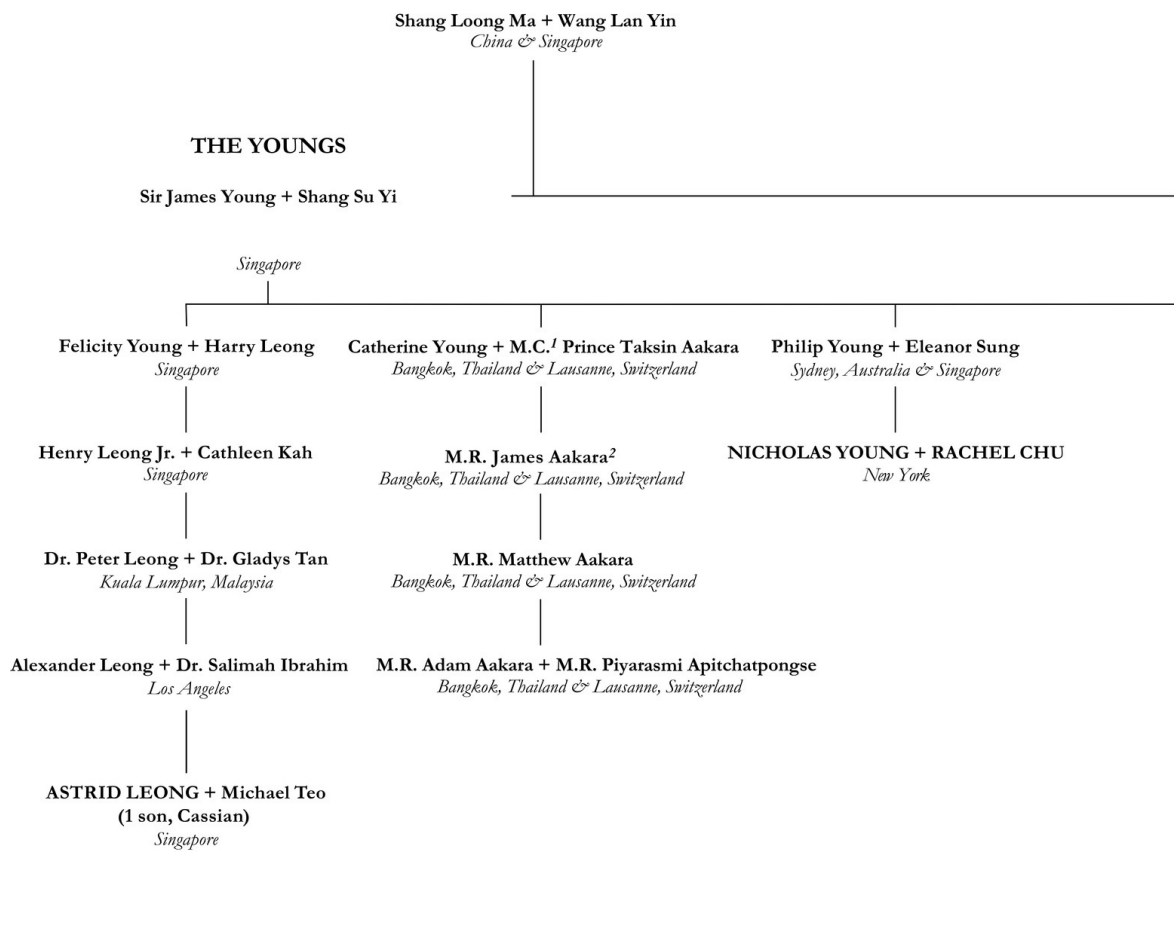 Shang Loong Ma + Wang Lan Yin
China & Singapore
THE YOUNGS
Sir James Young + Shang Su Yi
Singapore
Felicity Young + Harry Leong
Singapore
Henry Leong Jr. + Cathleen Kah
Singapore
Dr. Peter Leong + Dr. Gladys Tan
Kuala Lumpur, Malaysia
Alexander Leong + Dr. Salimah Ibrahim
Los Angeles
ASTRID LEONG + Michael Teo
(1 son, Cassian)
Singapore
Catherine Young + M.C.¹ Prince Taksin Aakara
Bangkok, Thailand & Lausanne, Switzerland
M.R. James Aakara²
Bangkok, Thailand & Lausanne, Switzerland
M.R. Matthew Aakara
Bangkok, Thailand & Lausanne, Switzerland
M.R. Adam Aakara + M.R. Piyarasmi Apitchatpongse
Bangkok, Thailand & Lausanne, Switzerland
Philip Young + Eleanor Sung
Sydney, Australia & Singapore
NICHOLAS YOUNG + RACHEL CHU
New York